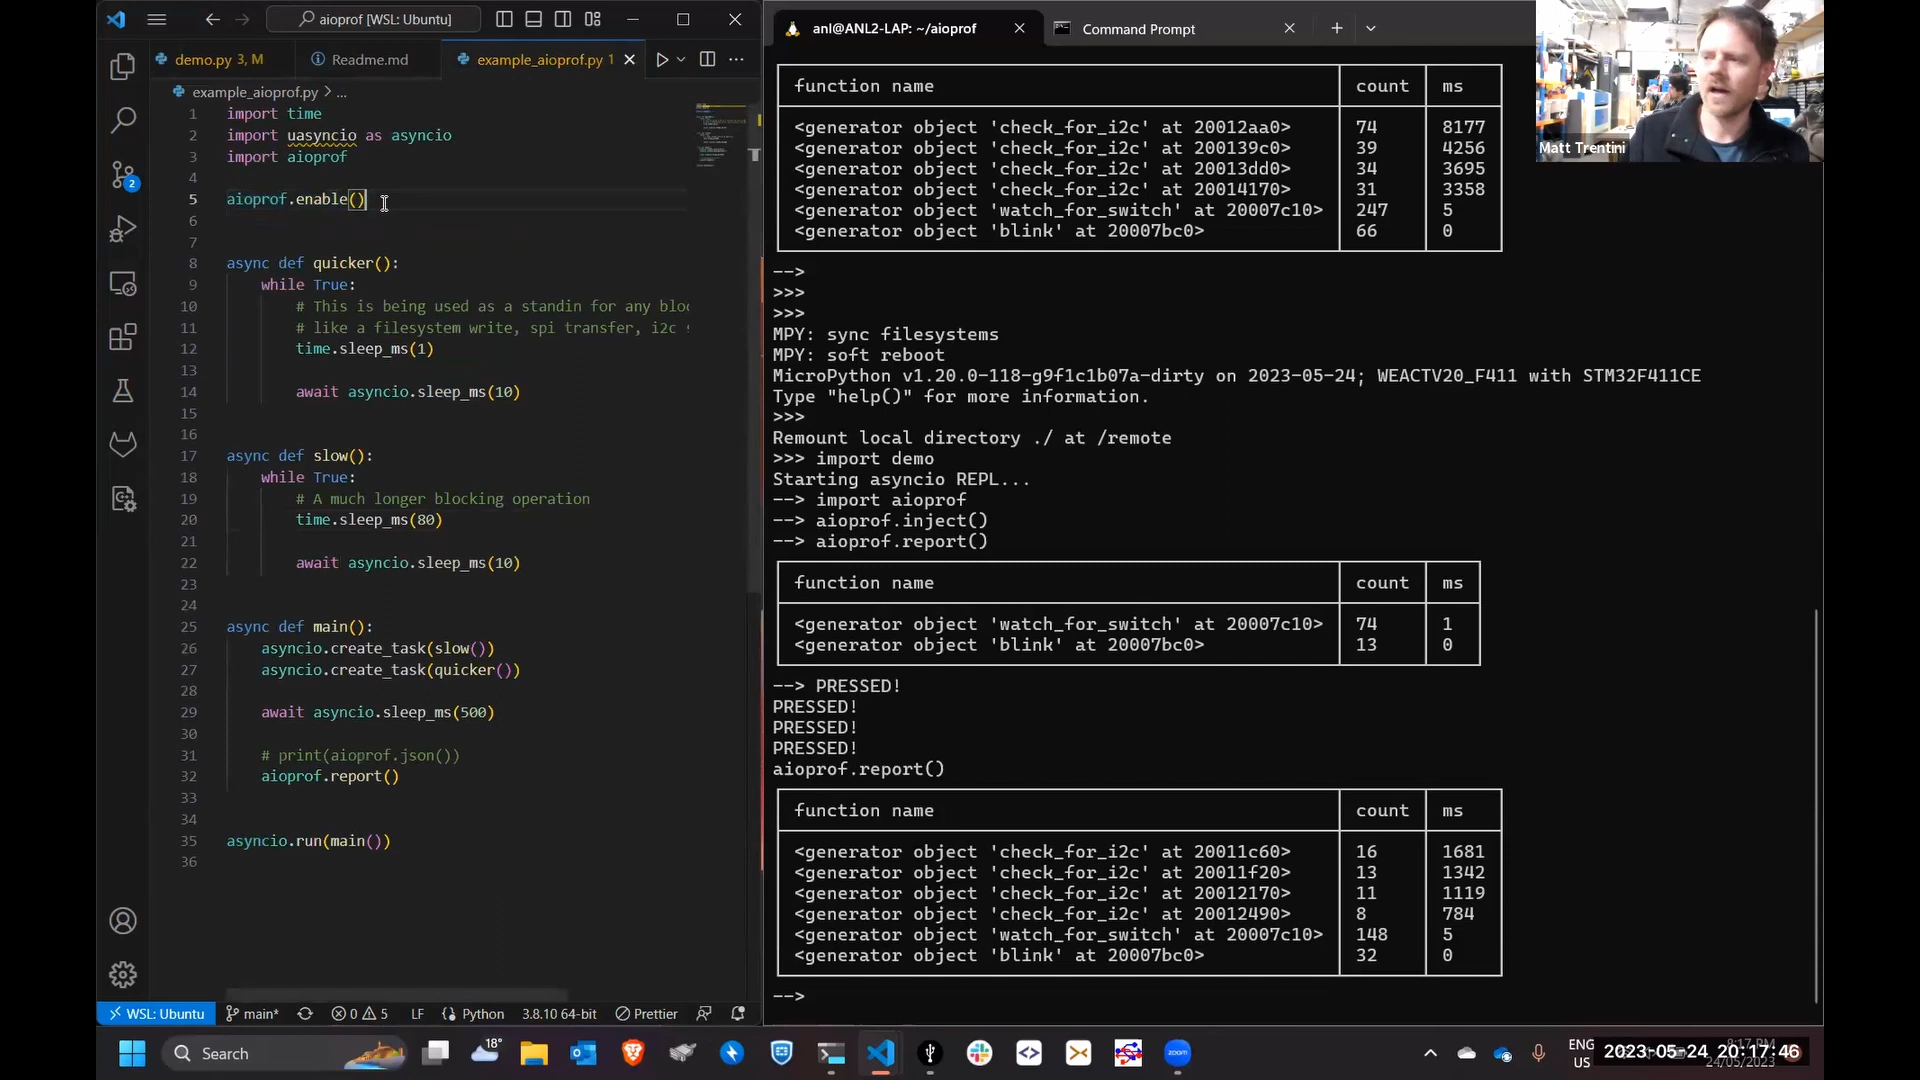 aioprof [WSL: Ubuntu]
demo.py 3, M
Readme.md
example_aioprof.py 1
example_aioprof.py > ...
1 import time
2 import uasyncio as asyncio
3 import aioprof
4
5 aioprof.enable()
6
7
8 async def quicker():
9 while True:
10 # This is being used as a standin for any blo
11 # like a filesystem write, spi transfer, i2c
12 time.sleep_ms(1)
13
14 await asyncio.sleep_ms(10)
15
16
17 async def slow():
18 while True:
19 # A much longer blocking operation
20 time.sleep_ms(80)
21
22 await asyncio.sleep_ms(10)
23
24
25 async def main():
26 asyncio.create_task(slow())
27 asyncio.create_task(quicker())
28
29 await asyncio.sleep_ms(500)
30
31 # print(aioprof.json())
32 aioprof.report()
33
34
35 asyncio.run(main())
36
2
WSL: Ubuntu
main*
0 5
LF
Python
3.8.10 64-bit
Prettier
anl@ANL2-LAP: ~/aioprof
Command Prompt
function name count ms
<generator object 'check_for_i2c' at 20012aa0> 74 8177
<generator object 'check_for_i2c' at 200139c0> 39 4256
<generator object 'check_for_i2c' at 20013dd0> 34 3695
<generator object 'check_for_i2c' at 20014170> 31 3358
<generator object 'watch_for_switch' at 20007c10> 247 5
<generator object 'blink' at 20007bc0> 66 0
-->
>>>
>>>
MPY: sync filesystems
MPY: soft reboot
MicroPython v1.20.0-118-g9f1c1b07a-dirty on 2023-05-24; WEACTV20_F411 with STM32F411CE
Type "help()" for more information.
>>>
Remount local directory ./ at /remote
>>> import demo
Starting asyncio REPL...
--> import aioprof
--> aioprof.inject()
--> aioprof.report()
function name count ms
<generator object 'watch_for_switch' at 20007c10> 74 1
<generator object 'blink' at 20007bc0> 13 0
--> PRESSED!
PRESSED!
PRESSED!
PRESSED!
aioprof.report()
function name count ms
<generator object 'check_for_i2c' at 20011c60> 16 1681
<generator object 'check_for_i2c' at 20011f20> 13 1342
<generator object 'check_for_i2c' at 20012170> 11 1119
<generator object 'check_for_i2c' at 20012490> 8 784
<generator object 'watch_for_switch' at 20007c10> 148 5
<generator object 'blink' at 20007bc0> 32 0
-->
Matt Trentini
Search
18°
zoom
ENG
US
8:17 PM
24/05/2023
2023-05-24 20:17:46